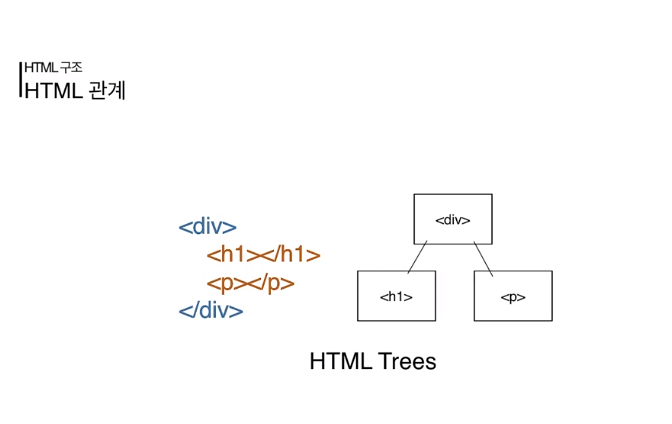 HTML 구조
HTML 관계
<div>
<h1></h1>
<p></p>
</div>
<div>
<h1>
<p>
HTML Trees